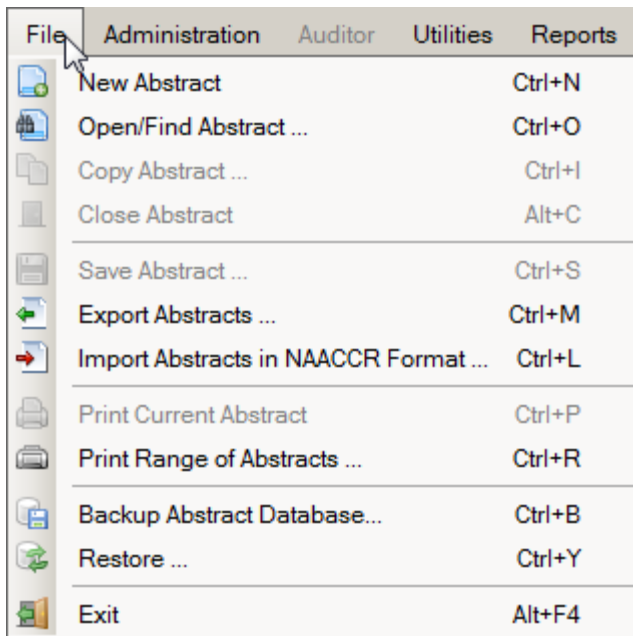 File Administration Auditor Utilities Reports
New Abstract Ctrl+N
Open/Find Abstract ... Ctrl+O
Copy Abstract ... Ctrl+I
Close Abstract Alt+C
Save Abstract ... Ctrl+S
Export Abstracts ... Ctrl+M
Import Abstracts in NAACCR Format ... Ctrl+L
Print Current Abstract Ctrl+P
Print Range of Abstracts ... Ctrl+R
Backup Abstract Database... Ctrl+B
Restore ... Ctrl+Y
Exit Alt+F4